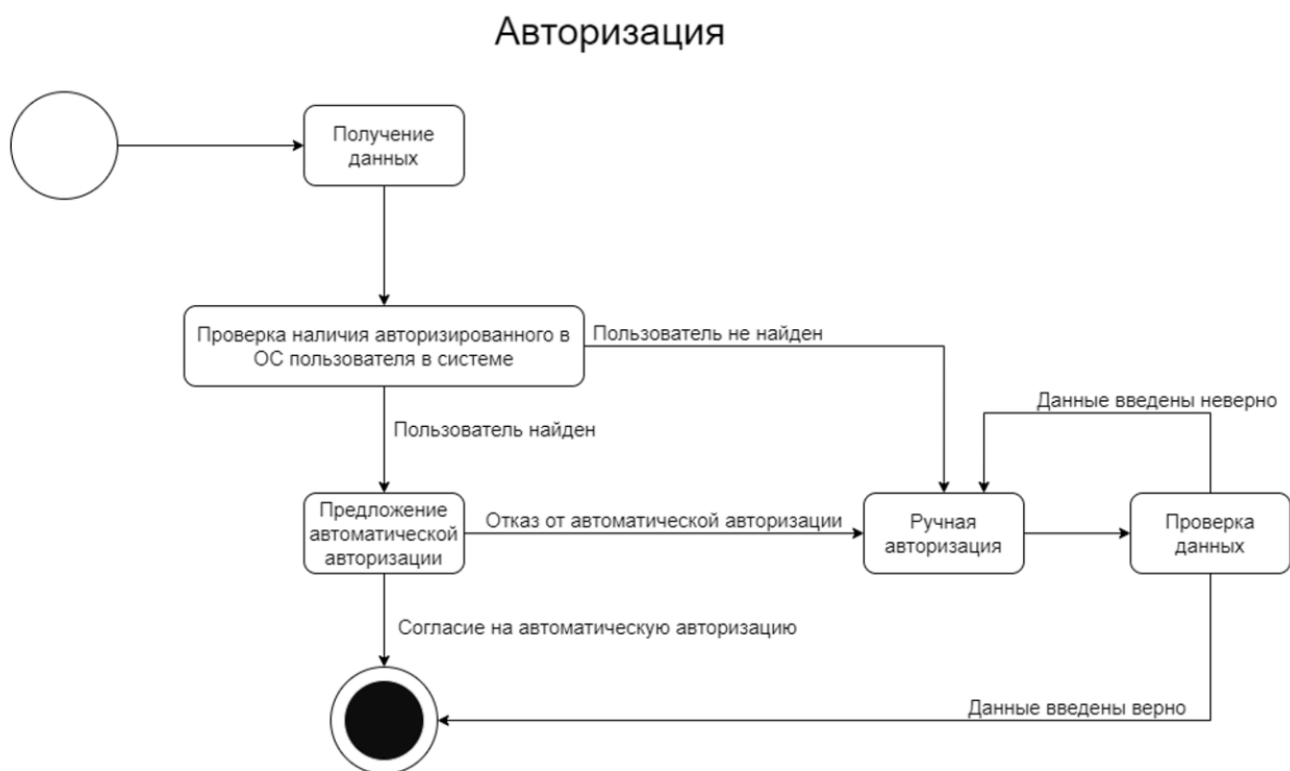 Авторизация
Получение
данных
Проверка наличия авторизированного в
ОС пользователя в системе
Пользователь не найден
Данные введены неверно
Пользователь найден
Предложение
автоматической
авторизации
Отказ от автоматической авторизации
Ручная
авторизация
Проверка
данных
Согласие на автоматическую авторизацию
Данные введены верно